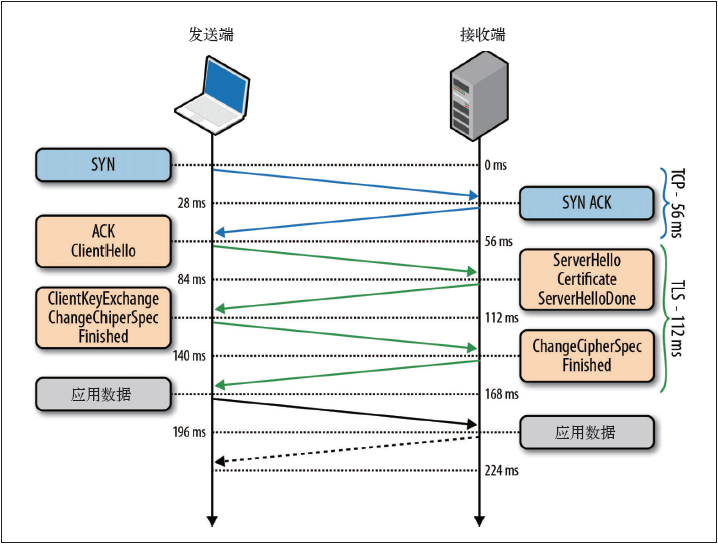 发送端
接收端
SYN
0 ms
28 ms
SYN ACK
TCP - 56 ms
ACK
ClientHello
56 ms
84 ms
ServerHello
Certificate
ServerHelloDone
ClientKeyExchange
ChangeChiperSpec
Finished
112 ms
TLS - 112 ms
140 ms
ChangeCipherSpec
Finished
应用数据
168 ms
196 ms
应用数据
224 ms